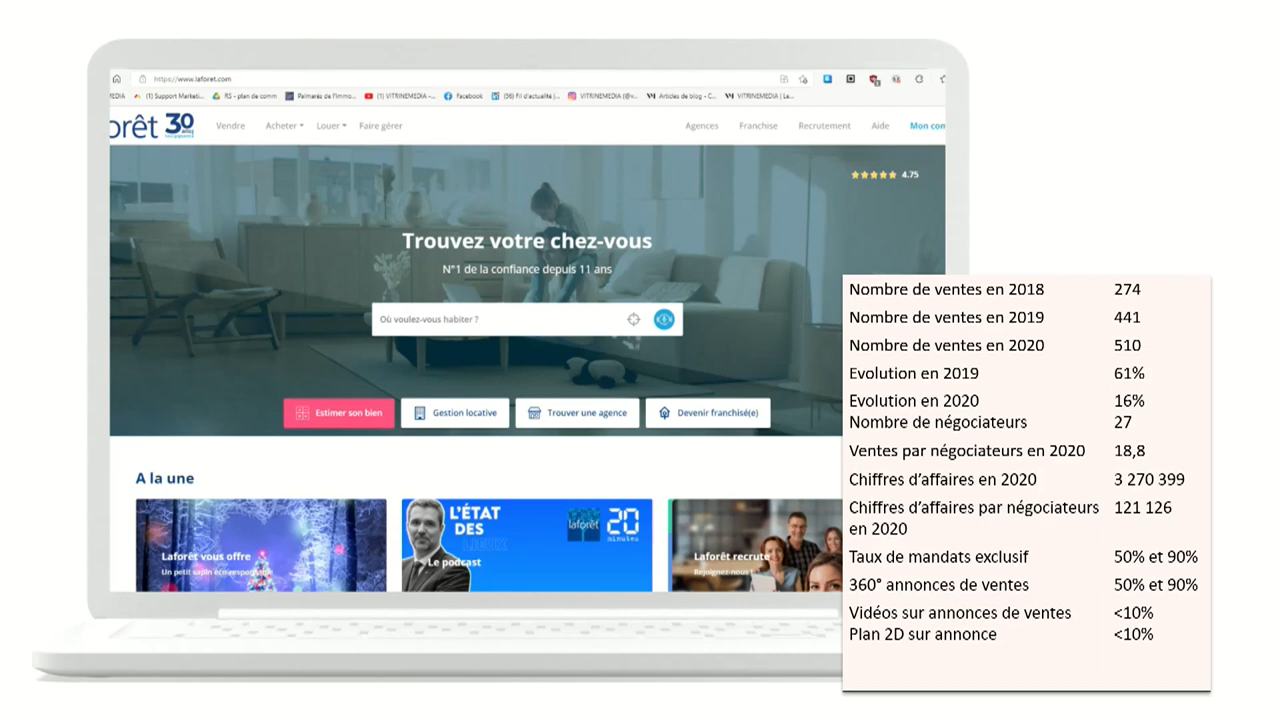 https://www.laforet.com
(1) Support Marketi... RS - plan de comm Palmarès de l'immo... (1) VITRINEMEDIA -... Facebook (56) Fil d'actualité |... VITRINEMEDIA (@v... Articles de blog - C... VITRINEMEDIA | Le...
orêt 30 ans Vendre Acheter Louer Faire gérer Agences Franchise Recrutement Aide Mon con
4.75
Trouvez votre chez-vous
N°1 de la confiance depuis 11 ans
Où voulez-vous habiter ?
Estimer son bien Gestion locative Trouver une agence Devenir franchisé(e)
A la une
Laforêt vous offre
Un petit sapin éco-responsable
L'ÉTAT
DES
LIEUX
Le podcast
laforêt
20
minutes
Laforêt recrute
Rejoignez-nous !
Nombre de ventes en 2018 274
Nombre de ventes en 2019 441
Nombre de ventes en 2020 510
Evolution en 2019 61%
Evolution en 2020 16%
Nombre de négociateurs 27
Ventes par négociateurs en 2020 18,8
Chiffres d'affaires en 2020 3 270 399
Chiffres d'affaires par négociateurs 121 126
en 2020
Taux de mandats exclusif 50% et 90%
360° annonces de ventes 50% et 90%
Vidéos sur annonces de ventes <10%
Plan 2D sur annonce <10%